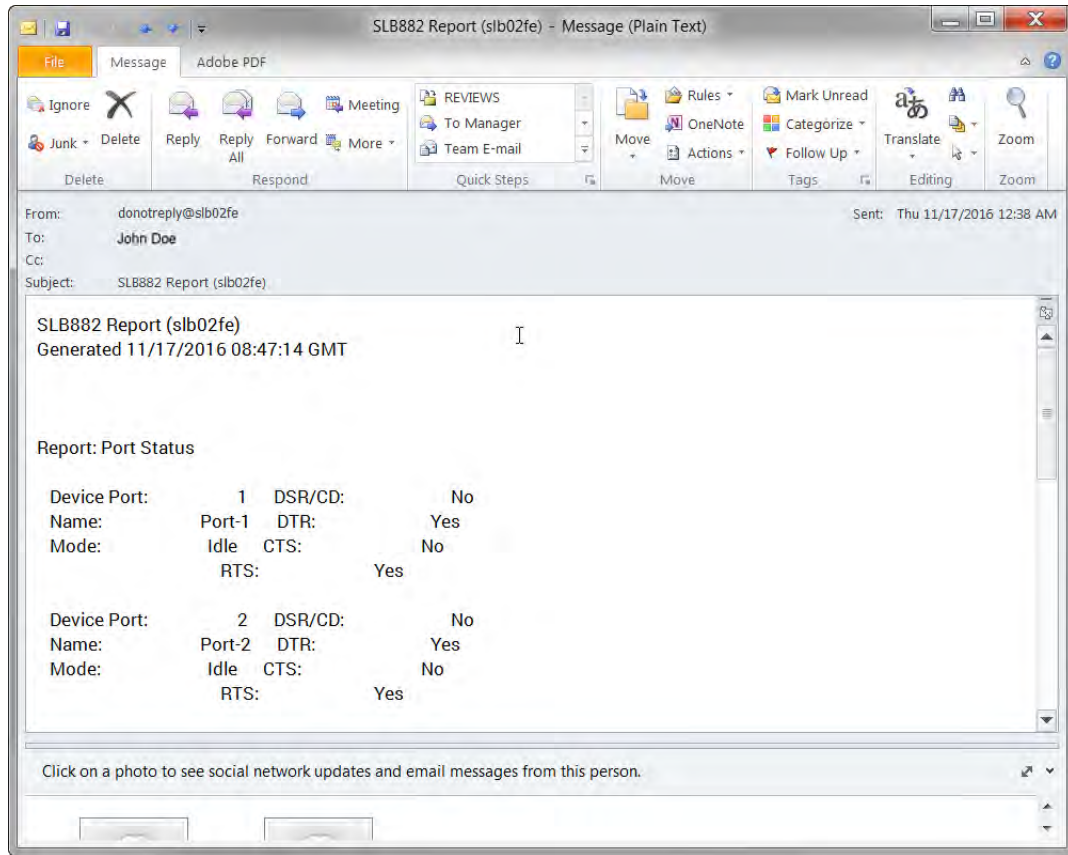 SLB882 Report (slb02fe) - Message (Plain Text)
File Message Adobe PDF
Ignore
Junk
Delete
Reply
Reply All
Forward
Meeting
More
REVIEWS
To Manager
Team E-mail
Move
Rules
OneNote
Actions
Mark Unread
Categorize
Follow Up
Translate
Zoom
Delete Respond Quick Steps Move Tags Editing Zoom
From: donotreply@slb02fe Sent: Thu 11/17/2016 12:38 AM
To: John Doe
Cc:
Subject: SLB882 Report (slb02fe)
SLB882 Report (slb02fe)
Generated 11/17/2016 08:47:14 GMT
Report: Port Status
Device Port: 1 DSR/CD: No
Name: Port-1 DTR: Yes
Mode: Idle CTS: No
RTS: Yes
Device Port: 2 DSR/CD: No
Name: Port-2 DTR: Yes
Mode: Idle CTS: No
RTS: Yes
Click on a photo to see social network updates and email messages from this person.